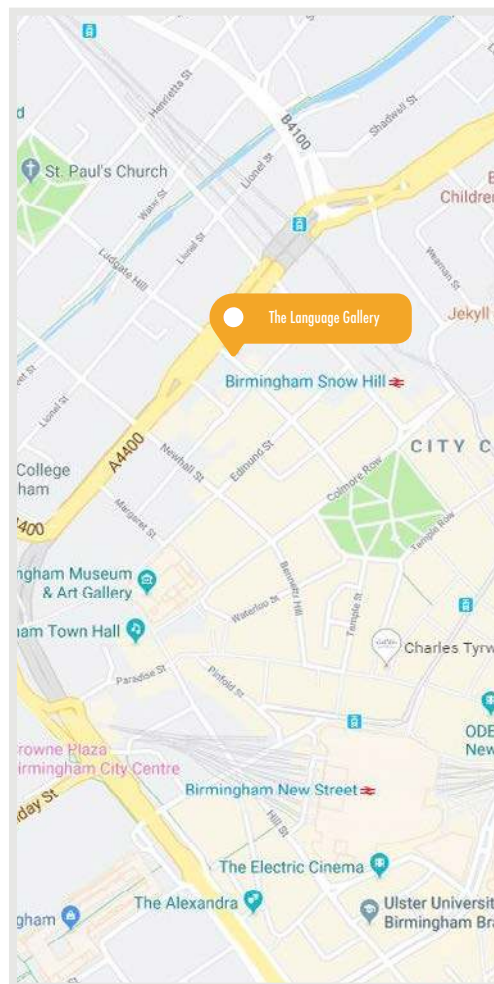 Henrietta St
B4100
Shadwell St
d
St. Paul's Church
Lionel St
Water St
E
Children
Lionel St
Ludgate Hill
Weaman St
The Language Gallery
Jekyll
Birmingham Snow Hill
et St
Lionel St
A4400
Newhall St
Edmund St
CITY C
College
ham
Colmore Row
Margaret St
400
Temple Row
ngham Museum
& Art Gallery
Bennetts Hill
Waterloo St
Temple St
am Town Hall
Charles Tyrw
Paradise St
Pinfold St
ODE
New
rowne Plaza
irmingham City Centre
Birmingham New Street
day St
Hill St
The Electric Cinema
The Alexandra
Ulster Universit
Birmingham Bra
gham